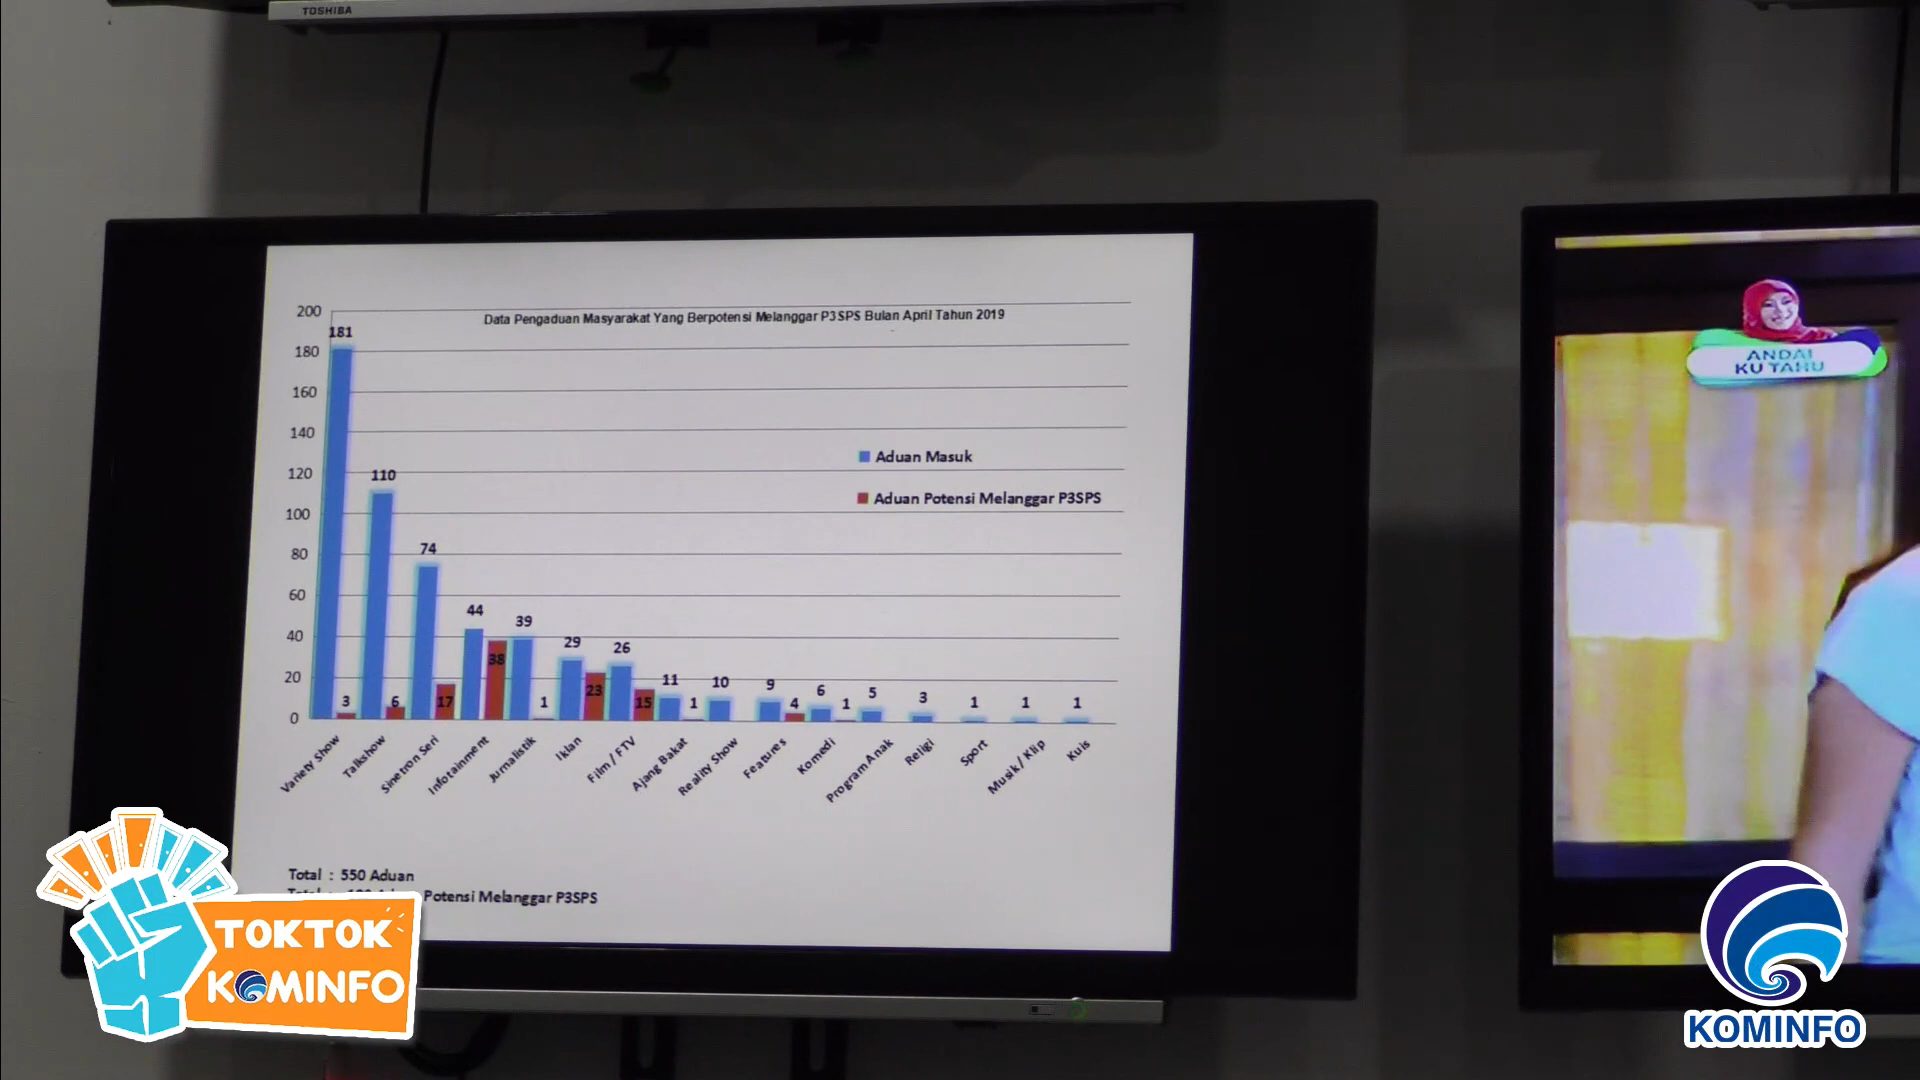 TOSHIBA
Data Pengaduan Masyarakat Yang Berpotensi Melanggar P3SPS Bulan April Tahun 2019
200
180
160
140
120
100
80
60
40
20
0
181
3
110
6
74
17
44
38
39
1
29
23
26
15
11
1
10
9
4
6
1
5
3
1
1
1
Aduan Masuk
Aduan Potensi Melanggar P3SPS
Variety Show
Talkshow
Sinetron Seri
Infotainment
Jurnalistik
Iklan
Film / FTV
Ajang Bakat
Reality Show
Features
Komedi
Program Anak
Religi
Sport
Musik / Klip
Kuis
Total : 550 Aduan
Potensi Melanggar P3SPS
ANDAI
KU TAHU
TOKTOK
KOMINFO
KOMINFO